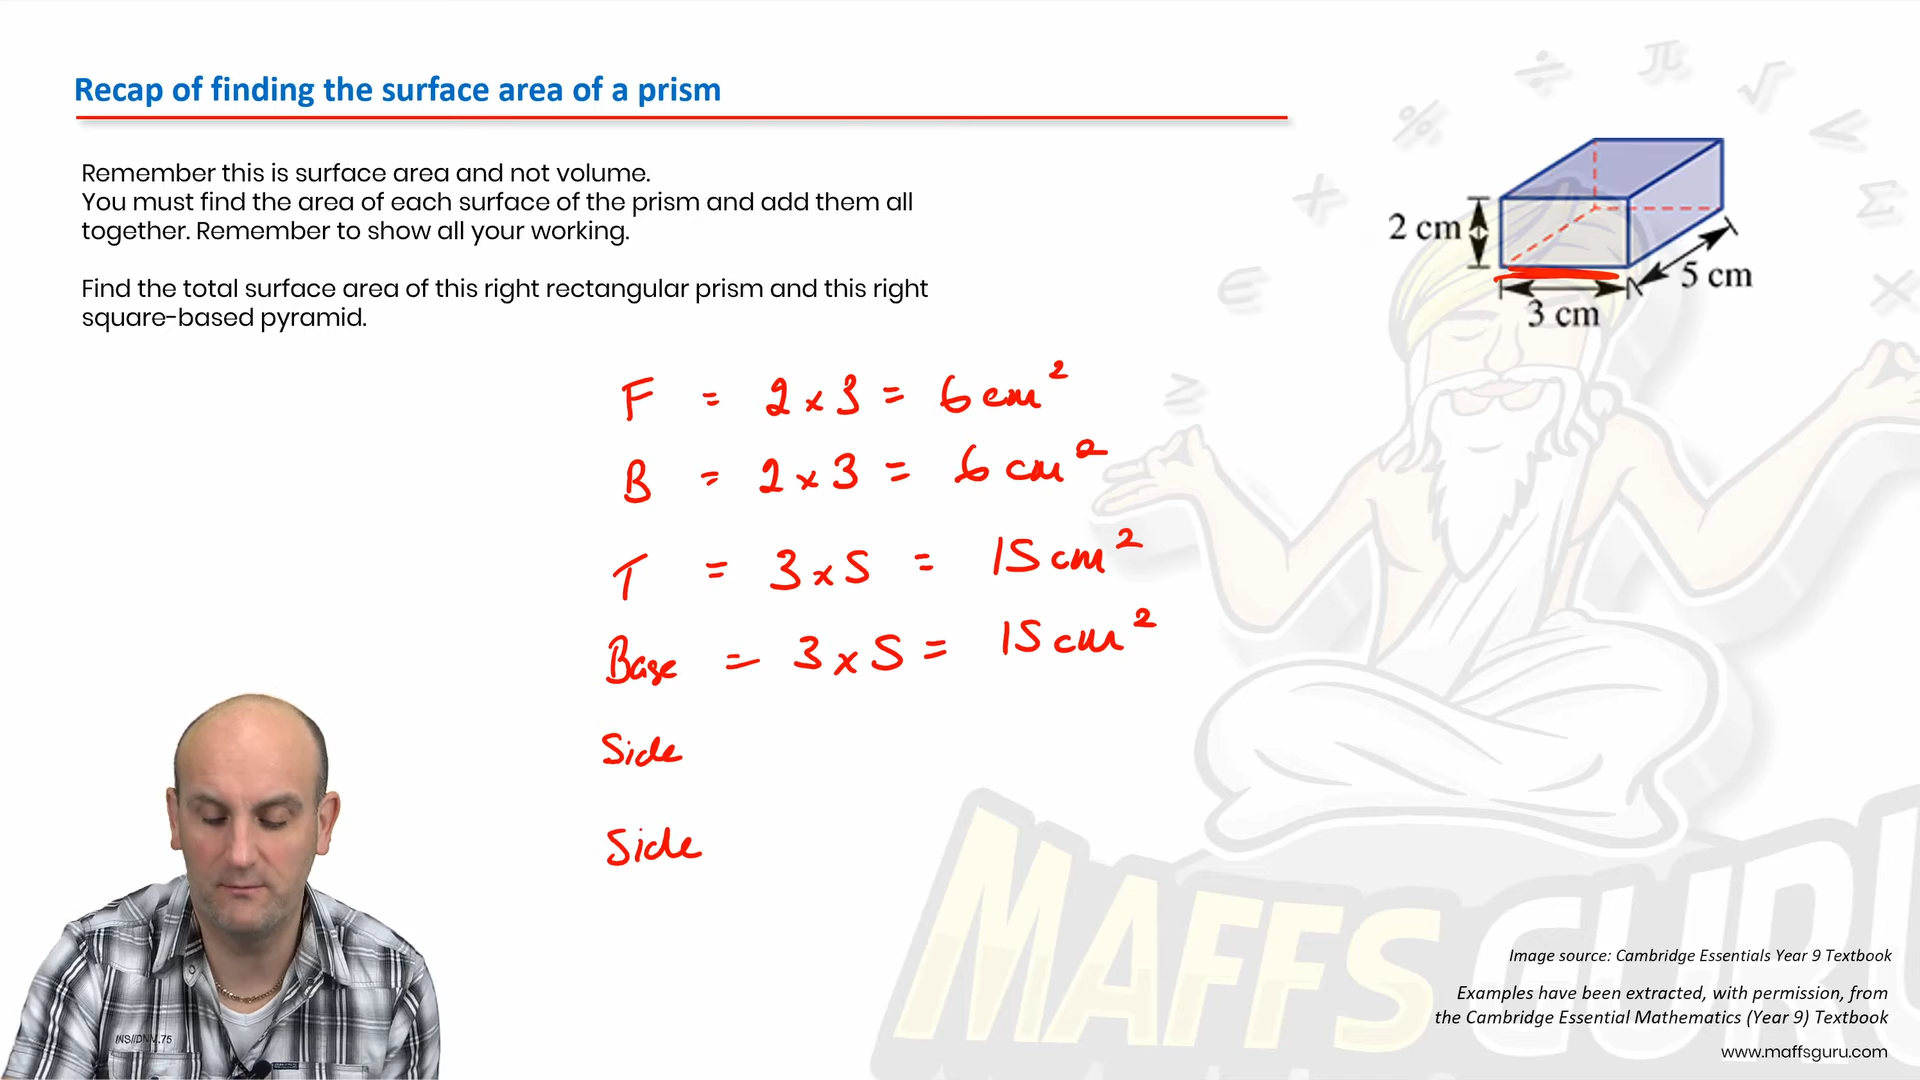 Recap of finding the surface area of a prism
Remember this is surface area and not volume.
You must find the area of each surface of the prism and add them all
together. Remember to show all your working.
Find the total surface area of this right rectangular prism and this right
square-based pyramid.
2 cm
5 cm
3 cm
F = 2 x 3 = 6 cm²
B = 2 x 3 = 6 cm²
T = 3 x 5 = 15 cm²
Base = 3 x 5 = 15 cm²
Side
Side
% ÷ π √ < + Σ € × ≥
MAFFS GURU
Image source: Cambridge Essentials Year 9 Textbook
Examples have been extracted, with permission, from
the Cambridge Essential Mathematics (Year 9) Textbook
www.maffsguru.com